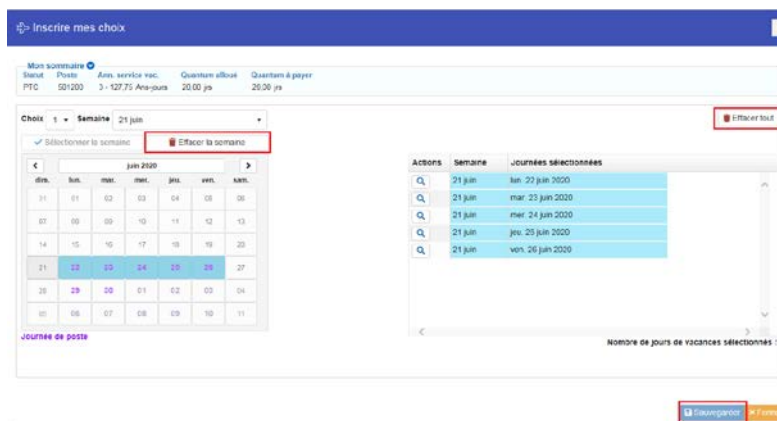 Inscrire mes choix
Mon sommaire
Statut Poste Ann. service vac. Quantum alloué Quantum à payer
PTC 501200 3 - 127,75 Ans-jours 20,00 jrs 20,00 jrs
Choix 1 Semaine 21 juin
Effacer tout
Sélectionner la semaine Effacer la semaine
juin 2020
dim. lun. mar. mer. jeu. ven. sam.
31 01 02 03 04 05 06
07 08 09 10 11 12 13
14 15 16 17 18 19 20
21 22 23 24 25 26 27
28 29 30 01 02 03 04
05 06 07 08 09 10 11
Journée de poste
Actions Semaine Journées sélectionnées
21 juin lun. 22 juin 2020
21 juin mar. 23 juin 2020
21 juin mer. 24 juin 2020
21 juin jeu. 25 juin 2020
21 juin ven. 26 juin 2020
Nombre de jours de vacances sélectionnés
Sauvegarder